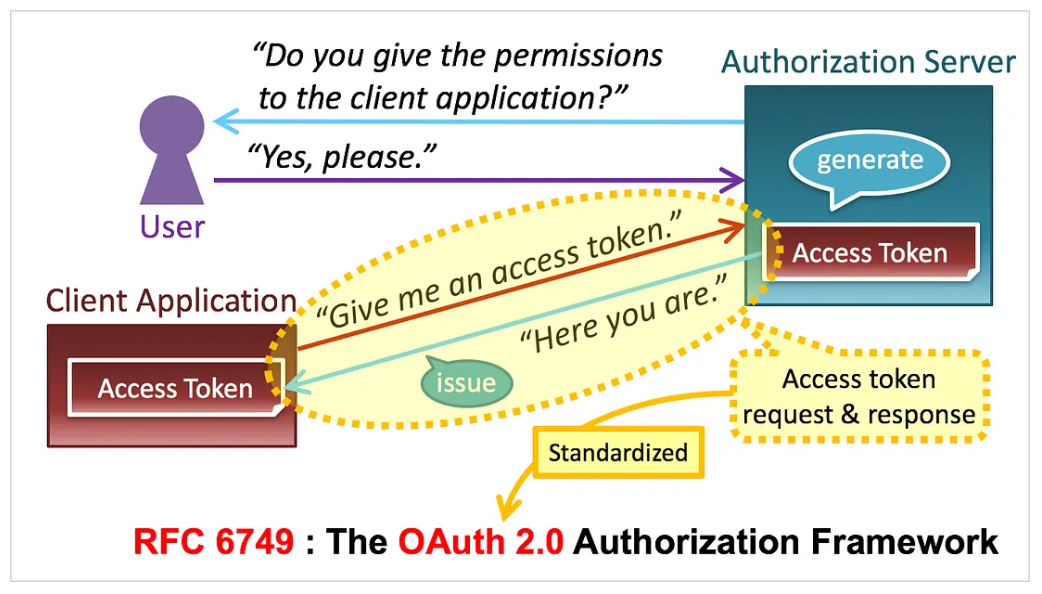 “Do you give the permissions
to the client application?”
Authorization Server
“Yes, please.”
generate
User
Access Token
“Give me an access token.”
Client Application
“Here you are.”
Access Token
issue
Access token
request & response
Standardized
RFC 6749 : The OAuth 2.0 Authorization Framework